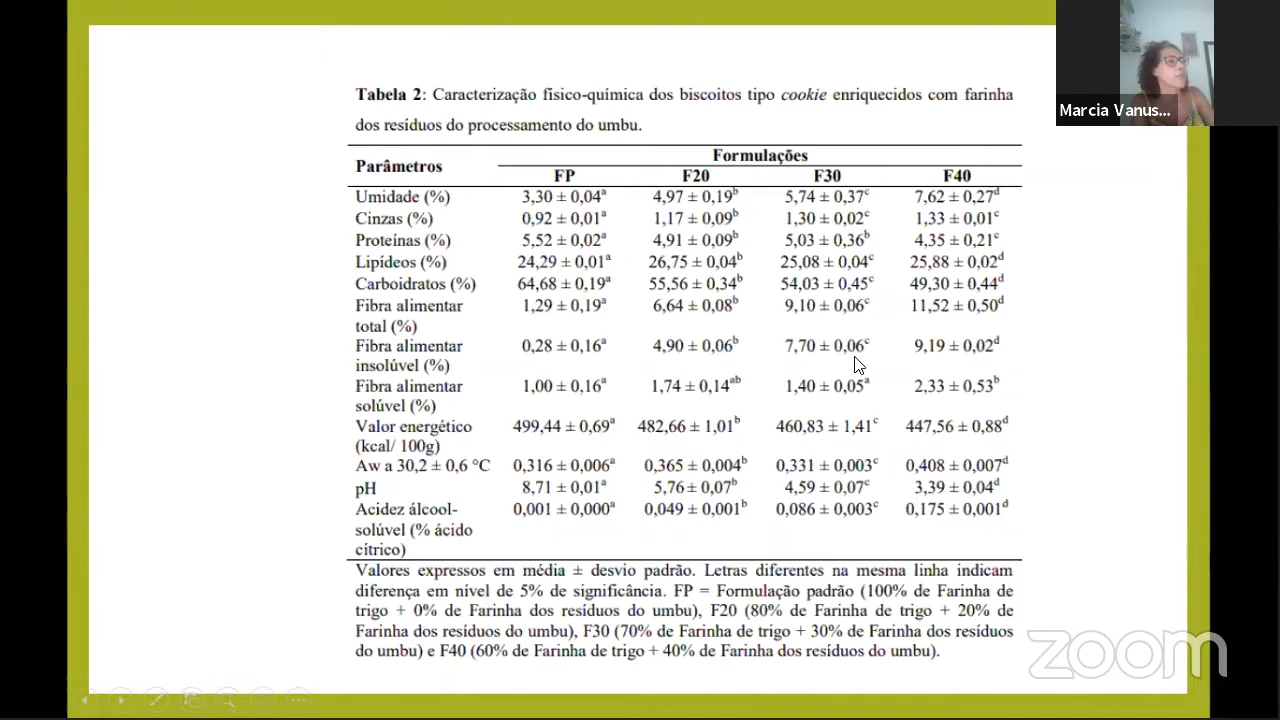 Marcia Vanus...
Tabela 2: Caracterização físico-química dos biscoitos tipo cookie enriquecidos com farinha
dos resíduos do processamento do umbu.
Parâmetros Formulações
FP F20 F30 F40
Umidade (%) 3,30 ± 0,04ᵃ 4,97 ± 0,19ᵇ 5,74 ± 0,37ᶜ 7,62 ± 0,27ᵈ
Cinzas (%) 0,92 ± 0,01ᵃ 1,17 ± 0,09ᵇ 1,30 ± 0,02ᶜ 1,33 ± 0,01ᶜ
Proteínas (%) 5,52 ± 0,02ᵃ 4,91 ± 0,09ᵇ 5,03 ± 0,36ᵇ 4,35 ± 0,21ᶜ
Lipídeos (%) 24,29 ± 0,01ᵃ 26,75 ± 0,04ᵇ 25,08 ± 0,04ᶜ 25,88 ± 0,02ᵈ
Carboidratos (%) 64,68 ± 0,19ᵃ 55,56 ± 0,34ᵇ 54,03 ± 0,45ᶜ 49,30 ± 0,44ᵈ
Fibra alimentar 1,29 ± 0,19ᵃ 6,64 ± 0,08ᵇ 9,10 ± 0,06ᶜ 11,52 ± 0,50ᵈ
total (%)
Fibra alimentar 0,28 ± 0,16ᵃ 4,90 ± 0,06ᵇ 7,70 ± 0,06ᶜ 9,19 ± 0,02ᵈ
insolúvel (%)
Fibra alimentar 1,00 ± 0,16ᵃ 1,74 ± 0,14ᵃᵇ 1,40 ± 0,05ᵃ 2,33 ± 0,53ᵇ
solúvel (%)
Valor energético 499,44 ± 0,69ᵃ 482,66 ± 1,01ᵇ 460,83 ± 1,41ᶜ 447,56 ± 0,88ᵈ
(kcal/ 100g)
Aw a 30,2 ± 0,6 °C 0,316 ± 0,006ᵃ 0,365 ± 0,004ᵇ 0,331 ± 0,003ᶜ 0,408 ± 0,007ᵈ
pH 8,71 ± 0,01ᵃ 5,76 ± 0,07ᵇ 4,59 ± 0,07ᶜ 3,39 ± 0,04ᵈ
Acidez álcool- 0,001 ± 0,000ᵃ 0,049 ± 0,001ᵇ 0,086 ± 0,003ᶜ 0,175 ± 0,001ᵈ
solúvel (% ácido
cítrico)
Valores expressos em média ± desvio padrão. Letras diferentes na mesma linha indicam
diferença em nível de 5% de significância. FP = Formulação padrão (100% de Farinha de
trigo + 0% de Farinha dos resíduos do umbu), F20 (80% de Farinha de trigo + 20% de
Farinha dos resíduos do umbu), F30 (70% de Farinha de trigo + 30% de Farinha dos resíduos
do umbu) e F40 (60% de Farinha de trigo + 40% de Farinha dos resíduos do umbu).
zoom